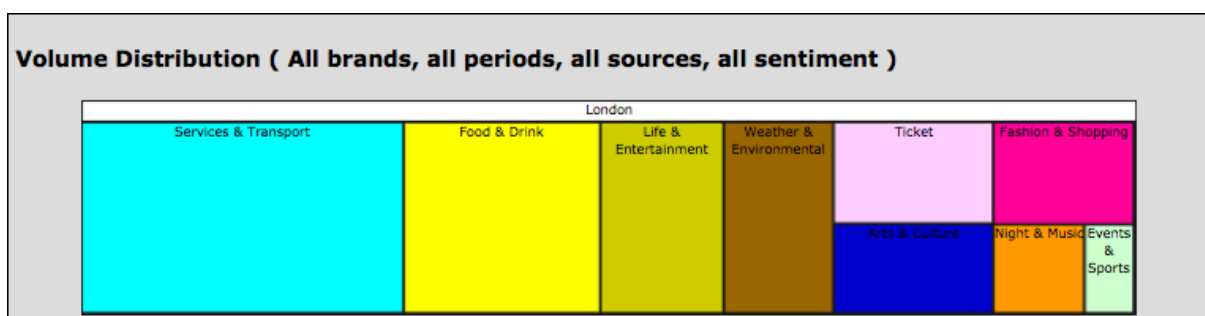 Volume Distribution ( All brands, all periods, all sources, all sentiment )
London
Services & Transport
Food & Drink
Life &
Entertainment
Weather &
Environmental
Ticket
Fashion & Shopping
Arts & Culture
Night & Music
Events
&
Sports